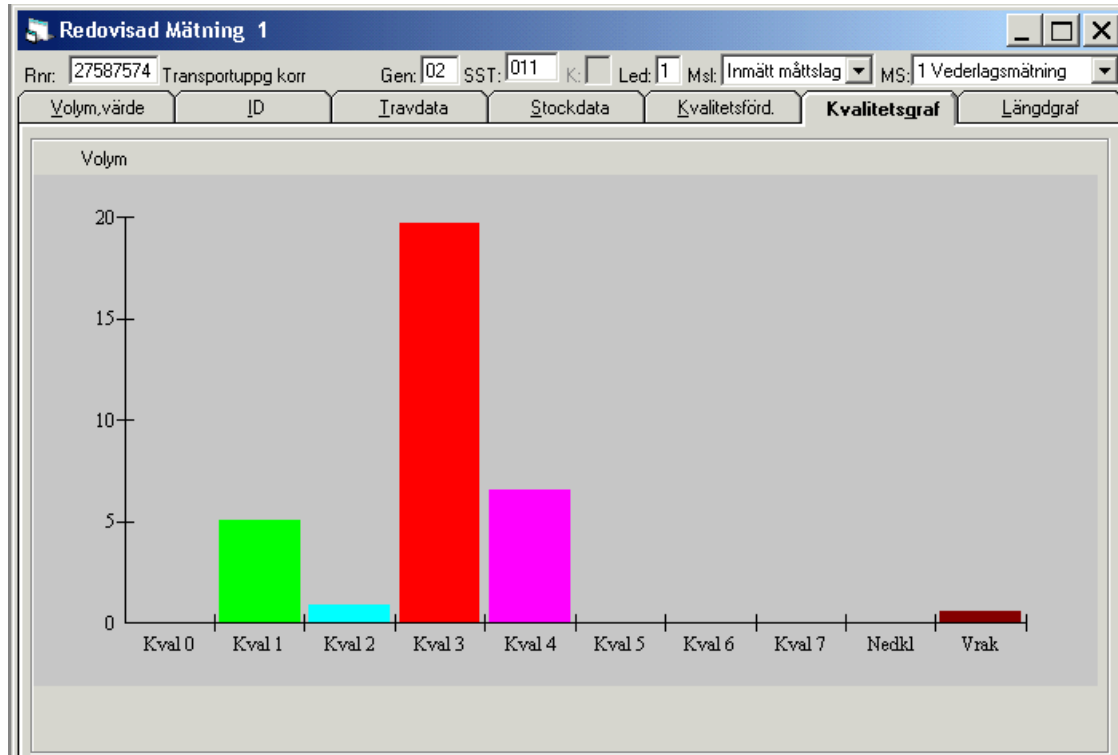 Redovisad Mätning 1
Rnr: 27587574 Transportuppg korr Gen: 02 SST: 011 K: Led: 1 Msl: Inmätt måttslag MS: 1 Vederlagsmätning
Volym,värde ID Travdata Stockdata Kvalitetsförd. Kvalitetsgraf Längdgraf
Volym
20
15
10
5
0
Kval 0 Kval 1 Kval 2 Kval 3 Kval 4 Kval 5 Kval 6 Kval 7 Nedkl Vrak